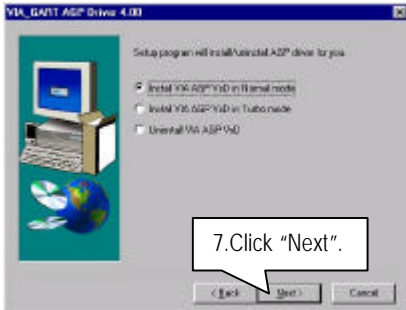 VIA_GART AGP Driver 4.00
Setup program will install/uninstall AGP driver for you.
Install VIA AGP VxD in Normal mode
Install VIA AGP VxD in Turbo mode
Uninstall VIA AGP VxD
7.Click “Next”.
< Back
Next >
Cancel